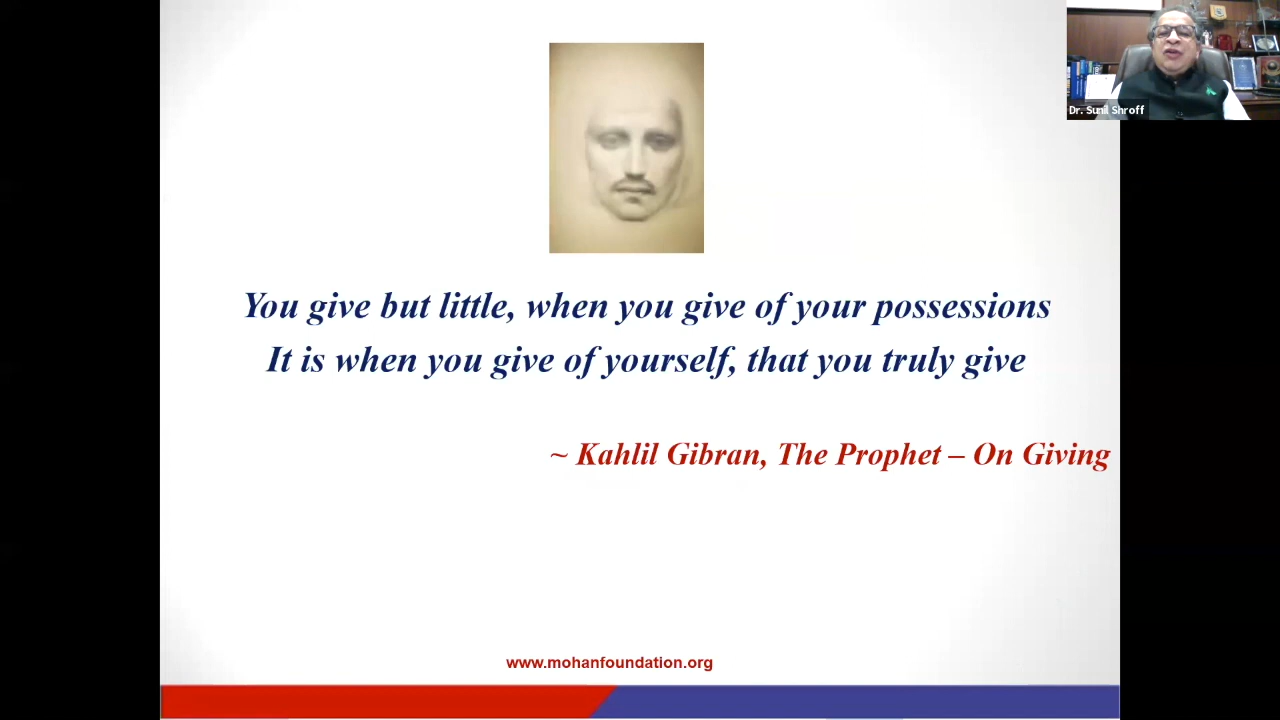 Dr. Sunil Shroff
You give but little, when you give of your possessions
It is when you give of yourself, that you truly give
~ Kahlil Gibran, The Prophet – On Giving
www.mohanfoundation.org